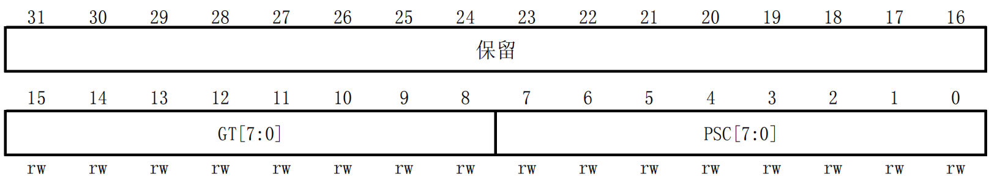 31 30 29 28 27 26 25 24 23 22 21 20 19 18 17 16
保留
15 14 13 12 11 10 9 8 7 6 5 4 3 2 1 0
GT[7:0] PSC[7:0]
rw rw rw rw rw rw rw rw rw rw rw rw rw rw rw rw